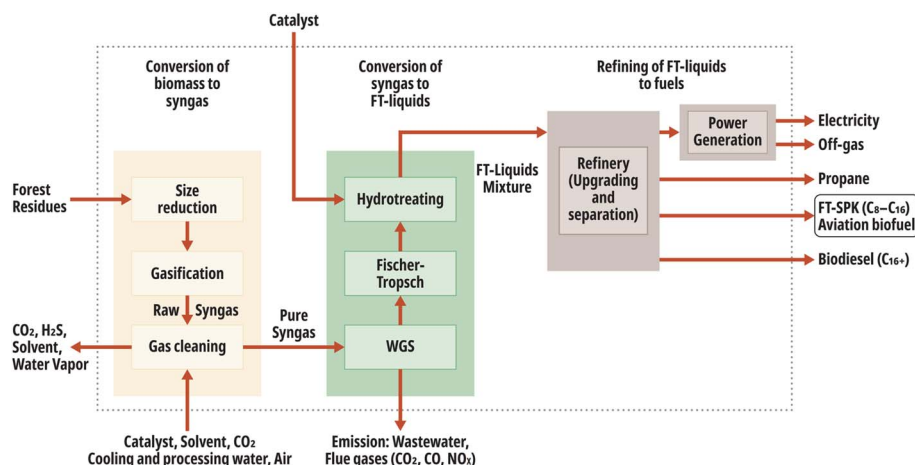 Catalyst
Conversion of
biomass to
syngas
Conversion of
syngas to
FT-liquids
Refining of FT-liquids
to fuels
Forest
Residues
Size
reduction
Gasification
Raw Syngas
Gas cleaning
CO₂, H₂S,
Solvent,
Water Vapor
Catalyst, Solvent, CO₂
Cooling and processing water, Air
Pure
Syngas
Hydrotreating
Fischer-
Tropsch
WGS
Emission: Wastewater,
Flue gases (CO₂, CO, NOₓ)
FT-Liquids
Mixture
Refinery
(Upgrading
and
separation)
Power
Generation
Electricity
Off-gas
Propane
FT-SPK (C₈–C₁₆)
Aviation biofuel
Biodiesel (C₁₆₊)